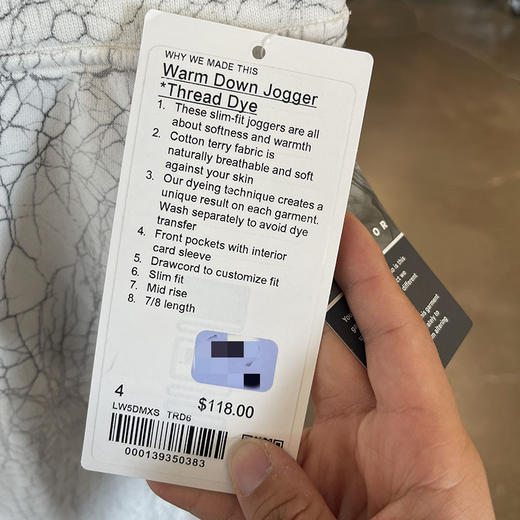 WHY WE MADE THIS
Warm Down Jogger
*Thread Dye
1. These slim-fit joggers are all
about softness and warmth
2. Cotton terry fabric is
naturally breathable and soft
against your skin
3. Our dyeing technique creates a
unique result on each garment.
Wash separately to avoid dye
transfer
4. Front pockets with interior
card sleeve
5. Drawcord to customize fit
6. Slim fit
7. Mid rise
8. 7/8 length
4
$118.00
LW5DMXS TRD6
000139350383